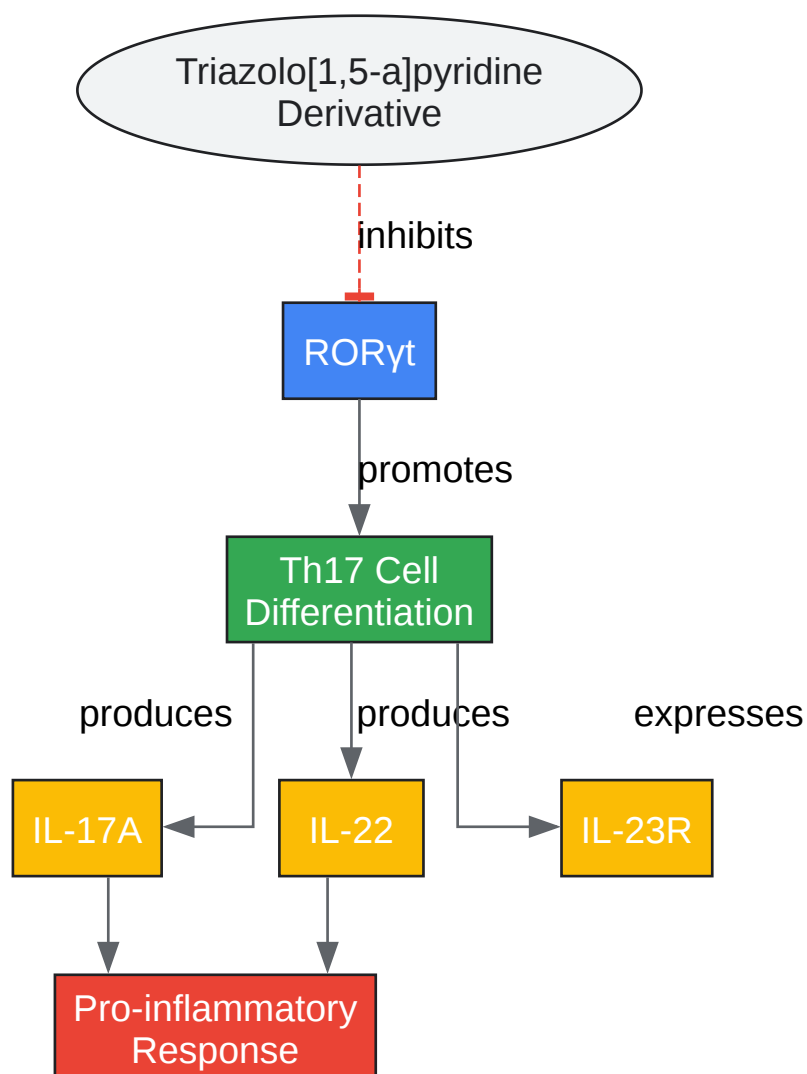 Triazolo[1,5-a]pyridine
Derivative
inhibits
RORγt
promotes
Th17 Cell
Differentiation
produces
produces
expresses
IL-17A
IL-22
IL-23R
Pro-inflammatory
Response